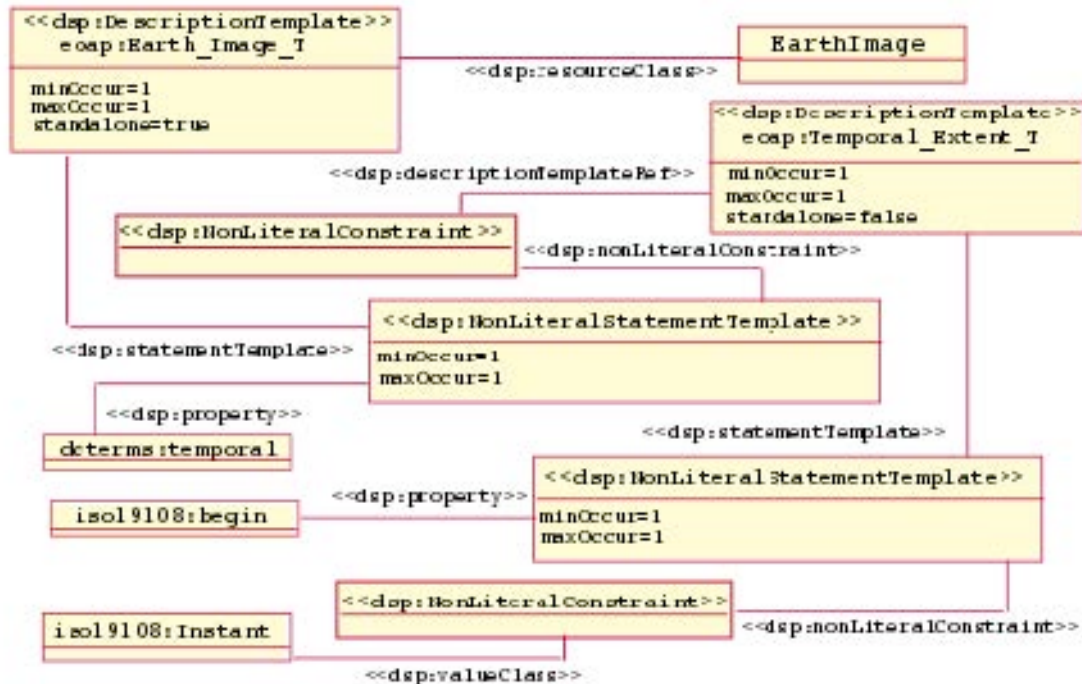 <<dsp:DescriptionTemplate>>
eoap:Earth_Image_T
minOccur=1
maxOccur=1
standalone=true
<<dsp:resourceClass>>
EarthImage
<<dsp:DescriptionTemplate>>
eoap:Temporal_Extent_T
minOccur=1
maxOccur=1
standalone=false
<<dsp:descriptionTemplateRef>>
<<dsp:NonLiteralConstraint>>
<<dsp:nonLiteralConstraint>>
<<dsp:NonLiteralStatementTemplate>>
minOccur=1
maxOccur=1
<<dsp:statementTemplate>>
<<dsp:property>>
dcterms:temporal
<<dsp:statementTemplate>>
<<dsp:NonLiteralStatementTemplate>>
minOccur=1
maxOccur=1
<<dsp:property>>
iso19108:begin
<<dsp:NonLiteralConstraint>>
<<dsp:nonLiteralConstraint>>
iso19108:Instant
<<dsp:valueClass>>